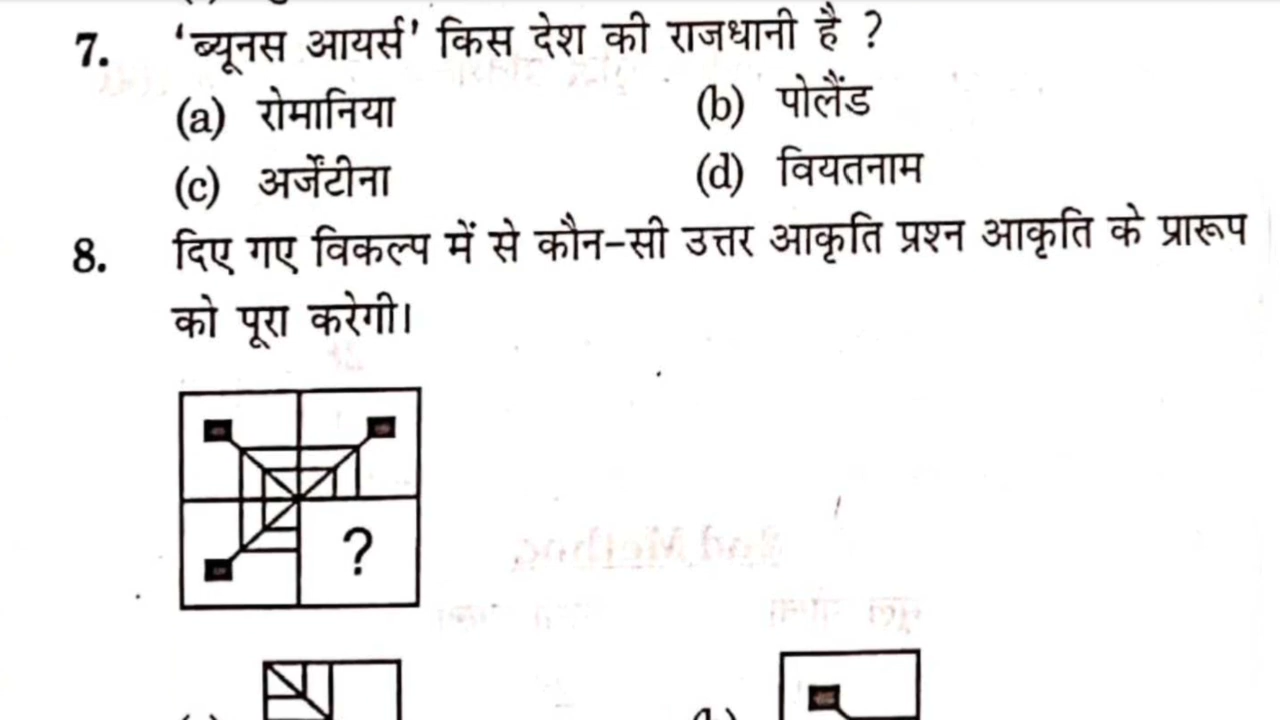 7. 'ब्यूनस आयर्स' किस देश की राजधानी है ?
(a) रोमानिया (b) पोलैंड
(c) अर्जेंटीना (d) वियतनाम
8. दिए गए विकल्प में से कौन-सी उत्तर आकृति प्रश्न आकृति के प्रारूप
को पूरा करेगी।
?